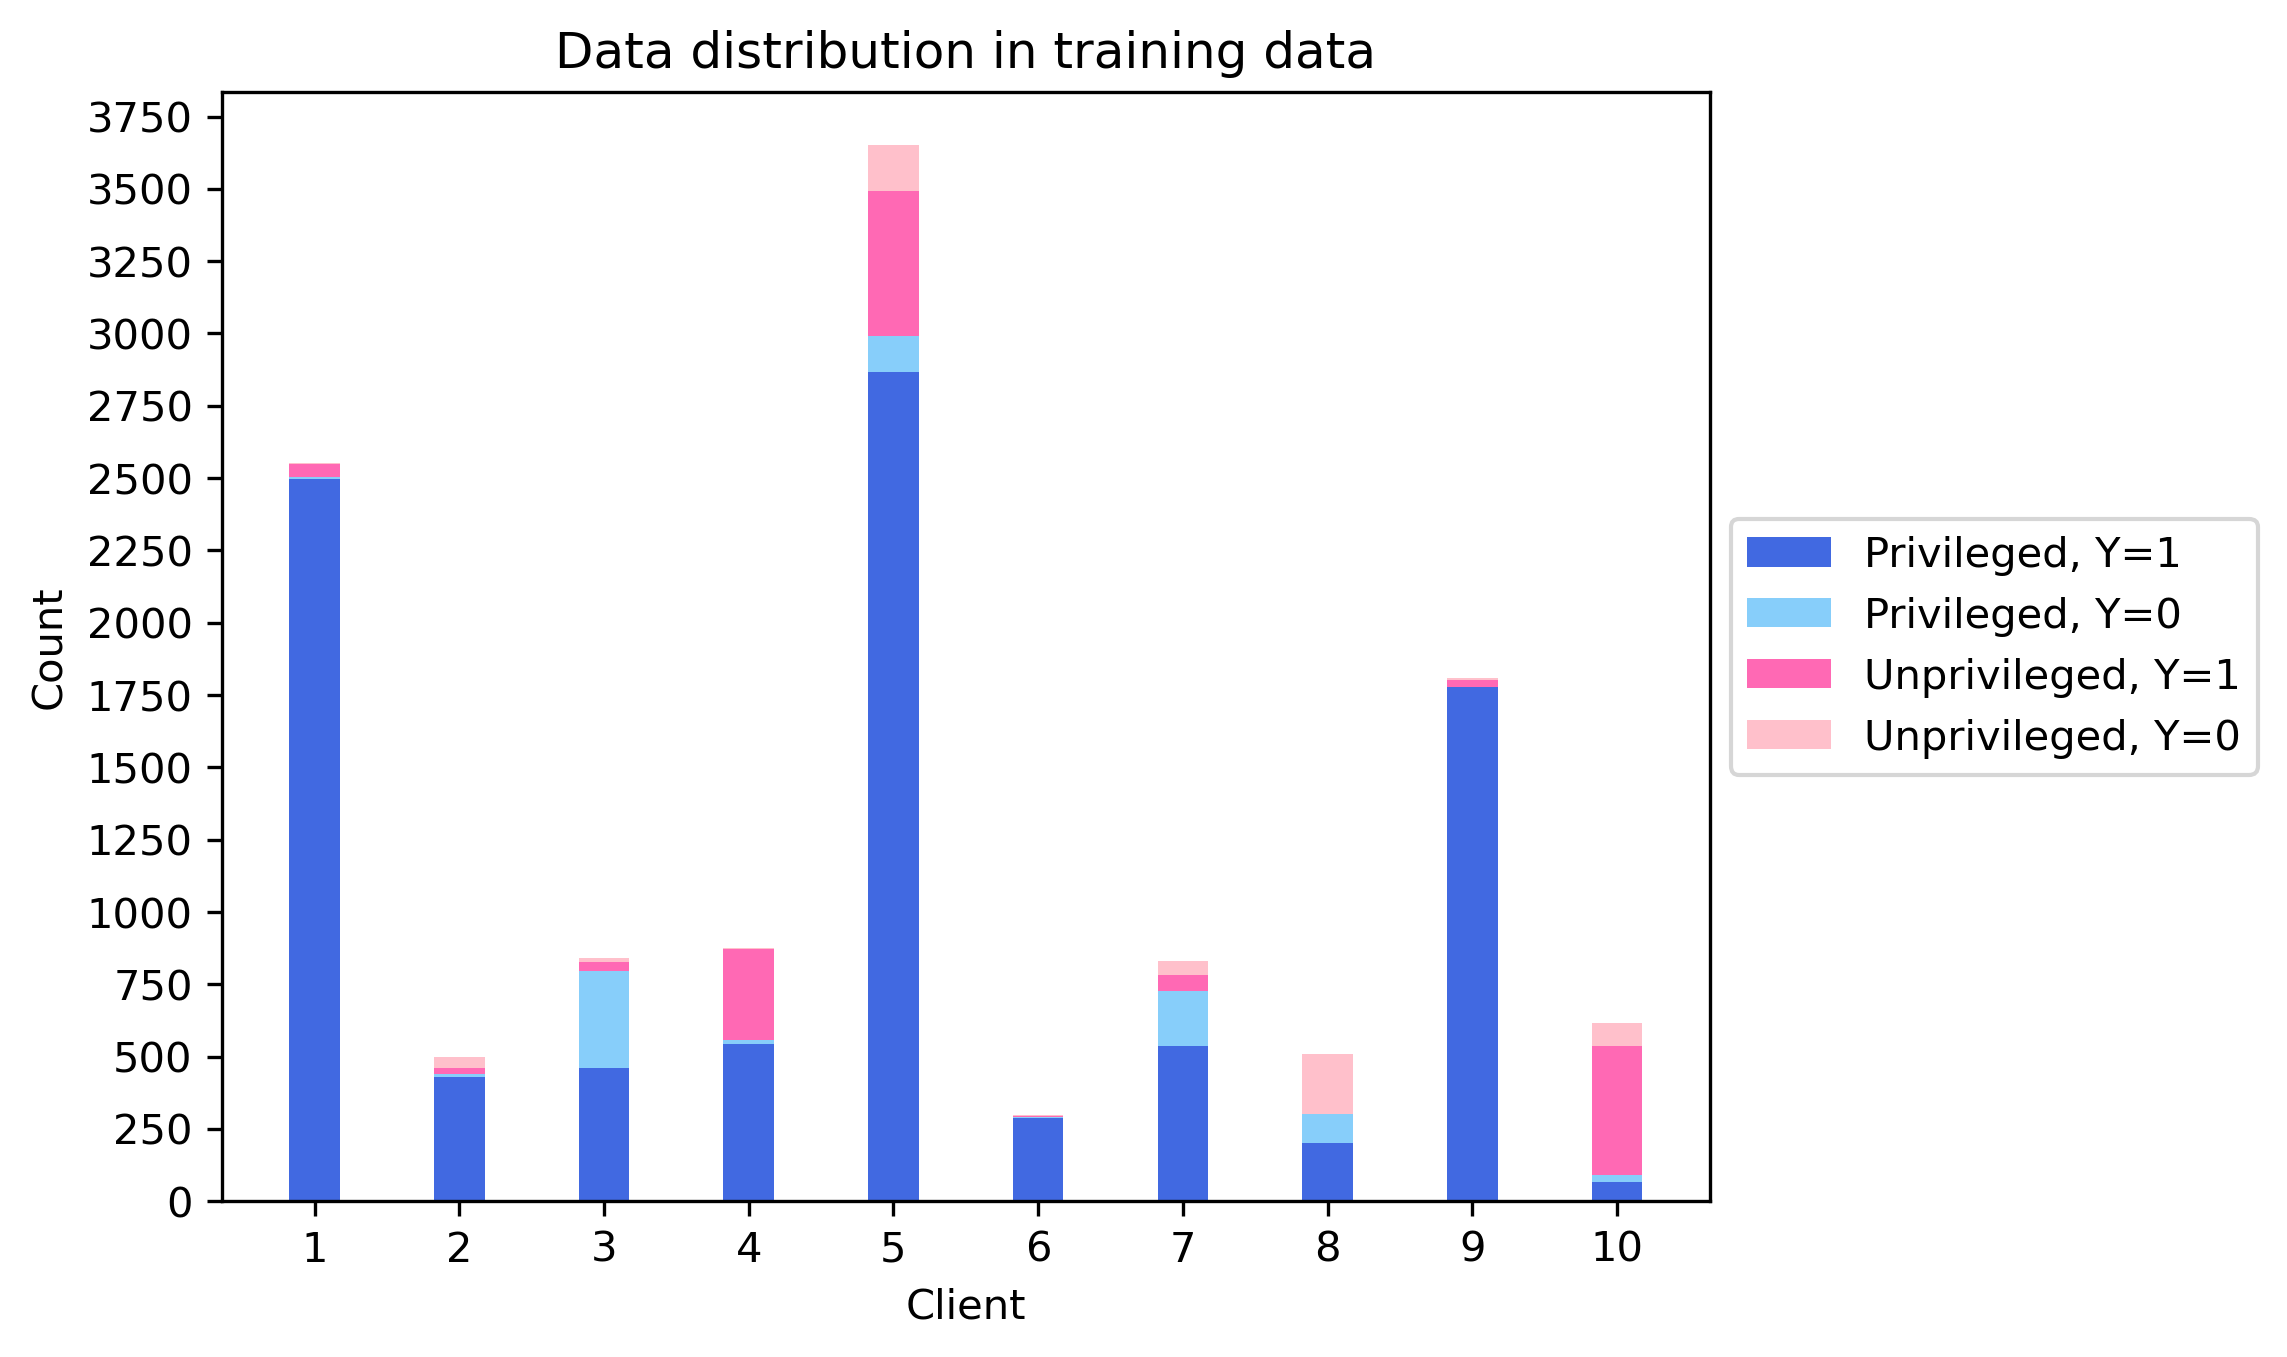 Data distribution in training data
Count
3750
3500
3250
3000
2750
2500
2250
2000
1750
1500
1250
1000
750
500
250
0
1 2 3 4 5 6 7 8 9 10
Client
Privileged, Y=1
Privileged, Y=0
Unprivileged, Y=1
Unprivileged, Y=0